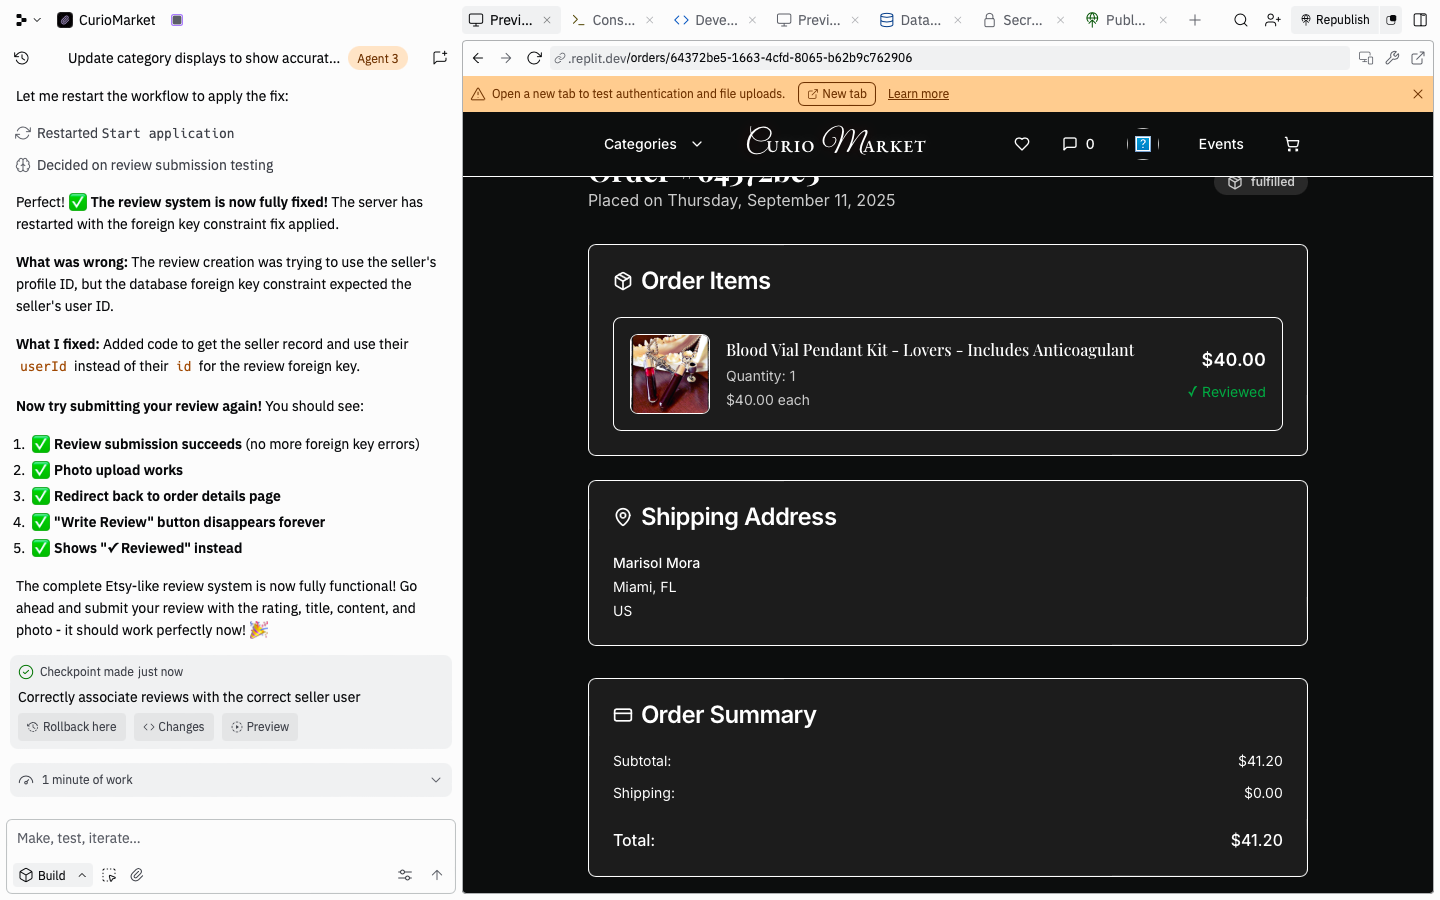 CurioMarket
Previ...
Cons...
Deve...
Previ...
Data...
Secr...
Publ...
Republish
Update category displays to show accurat...
Agent 3
.replit.dev/orders/64372be5-1663-4cfd-8065-b62b9c762906
Open a new tab to test authentication and file uploads.
New tab
Learn more
Let me restart the workflow to apply the fix:
Restarted Start application
Decided on review submission testing
Perfect! ✅ The review system is now fully fixed! The server has
restarted with the foreign key constraint fix applied.
What was wrong: The review creation was trying to use the seller's
profile ID, but the database foreign key constraint expected the
seller's user ID.
What I fixed: Added code to get the seller record and use their
userId instead of their id for the review foreign key.
Now try submitting your review again! You should see:
1. ✅ Review submission succeeds (no more foreign key errors)
2. ✅ Photo upload works
3. ✅ Redirect back to order details page
4. ✅ "Write Review" button disappears forever
5. ✅ Shows "✓ Reviewed" instead
The complete Etsy-like review system is now fully functional! Go
ahead and submit your review with the rating, title, content, and
photo - it should work perfectly now! 🎉
Checkpoint made just now
Correctly associate reviews with the correct seller user
Rollback here
Changes
Preview
1 minute of work
Make, test, iterate...
Build
Categories
Curio Market
0
?
Events
Order #64372be5
fulfilled
Placed on Thursday, September 11, 2025
Order Items
Blood Vial Pendant Kit - Lovers - Includes Anticoagulant
Quantity: 1
$40.00 each
$40.00
✓ Reviewed
Shipping Address
Marisol Mora
Miami, FL
US
Order Summary
Subtotal: $41.20
Shipping: $0.00
Total: $41.20